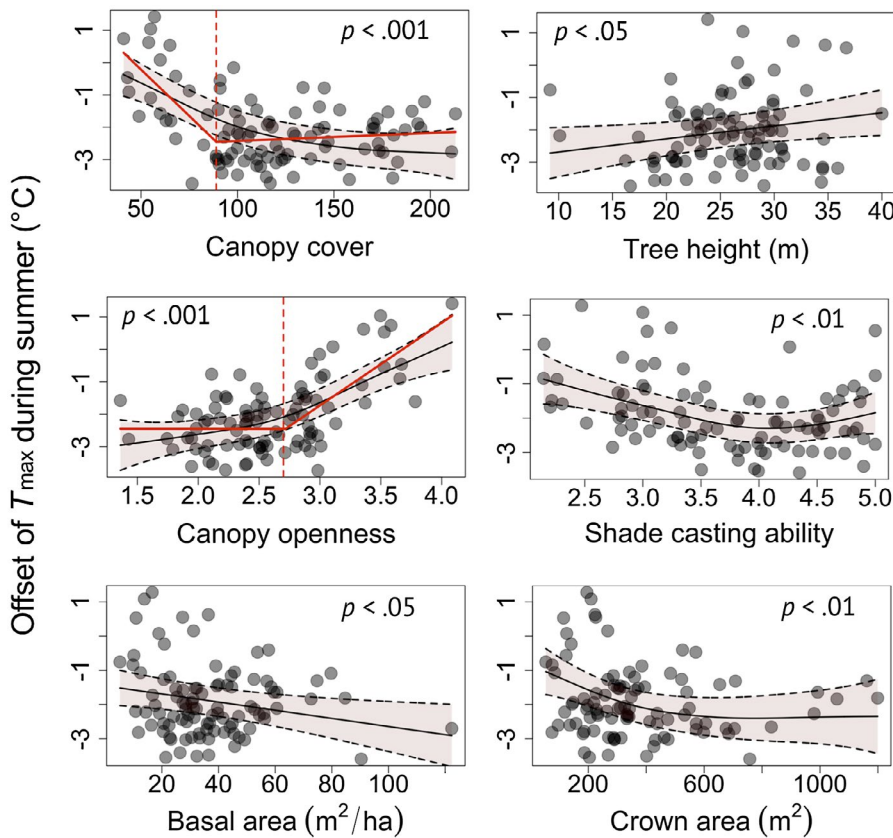 Offset of Tmax during summer (°C)
p < .001
1
-1
-3
50 100 150 200
Canopy cover
p < .05
1
-1
-3
10 15 20 25 30 35 40
Tree height (m)
p < .001
1
-1
-3
1.5 2.0 2.5 3.0 3.5 4.0
Canopy openness
p < .01
1
-1
-3
2.5 3.0 3.5 4.0 4.5 5.0
Shade casting ability
p < .05
1
-1
-3
20 40 60 80 100
Basal area (m²/ha)
p < .01
1
-1
-3
200 600 1000
Crown area (m²)